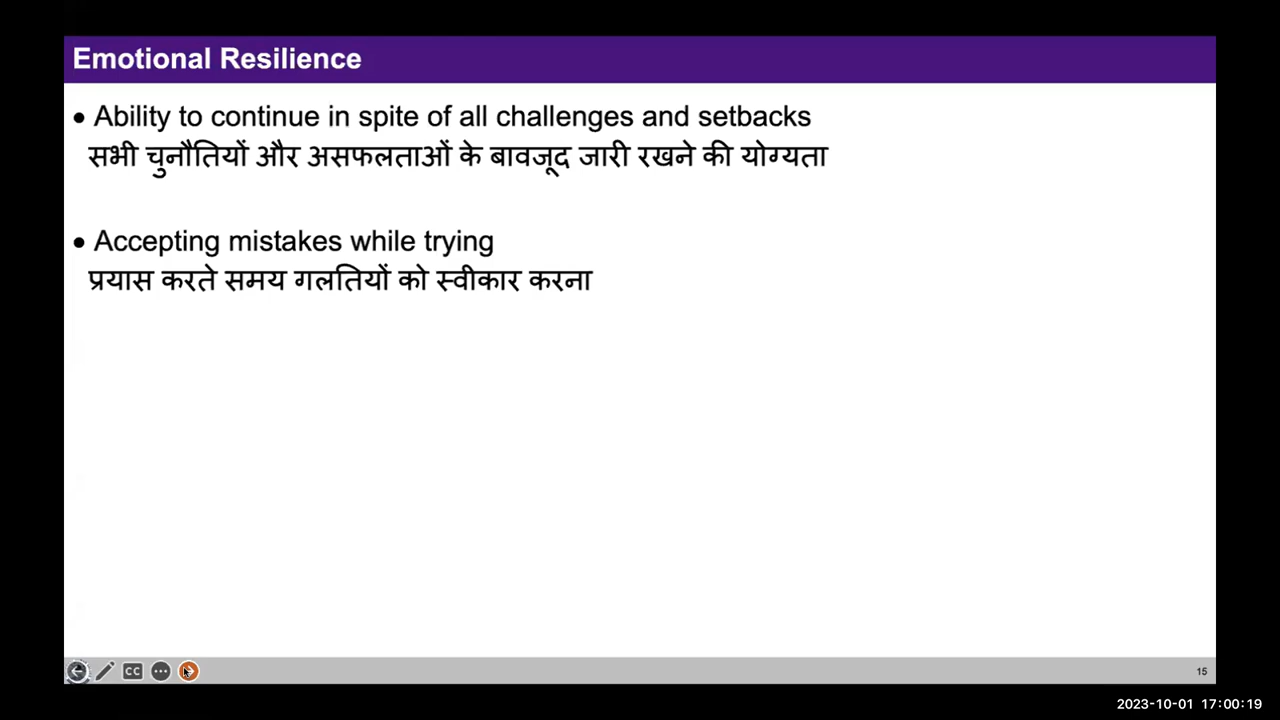 Emotional Resilience
• Ability to continue in spite of all challenges and setbacks
सभी चुनौतियों और असफलताओं के बावजूद जारी रखने की योग्यता
• Accepting mistakes while trying
प्रयास करते समय गलतियों को स्वीकार करना
CC
15
2023-10-01 17:00:19